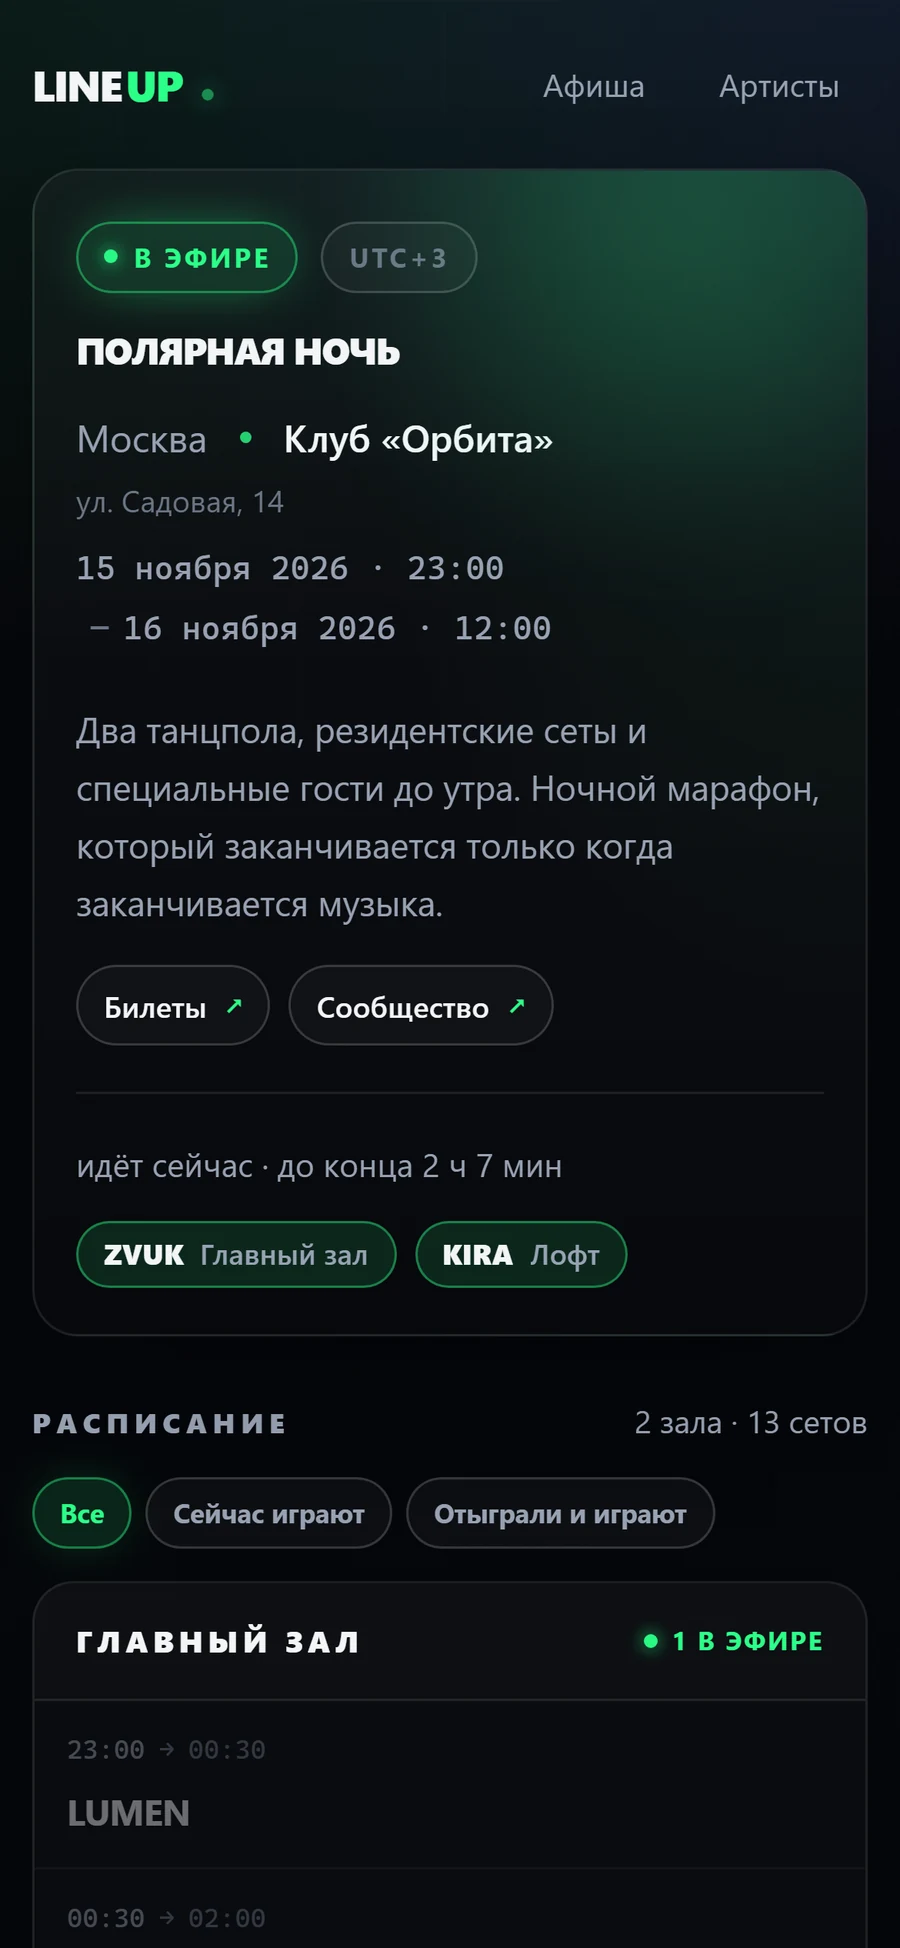 LINEUP
Афиша Артисты
В ЭФИРЕ UTC+3
ПОЛЯРНАЯ НОЧЬ
Москва • Клуб «Орбита»
ул. Садовая, 14
15 ноября 2026 · 23:00
– 16 ноября 2026 · 12:00
Два танцпола, резидентские сеты и
специальные гости до утра. Ночной марафон,
который заканчивается только когда
заканчивается музыка.
Билеты ↗ Сообщество ↗
идёт сейчас · до конца 2 ч 7 мин
ZVUK Главный зал KIRA Лофт
РАСПИСАНИЕ 2 зала · 13 сетов
Все Сейчас играют Отыграли и играют
ГЛАВНЫЙ ЗАЛ 1 В ЭФИРЕ
23:00 → 00:30
LUMEN
00:30 → 02:00